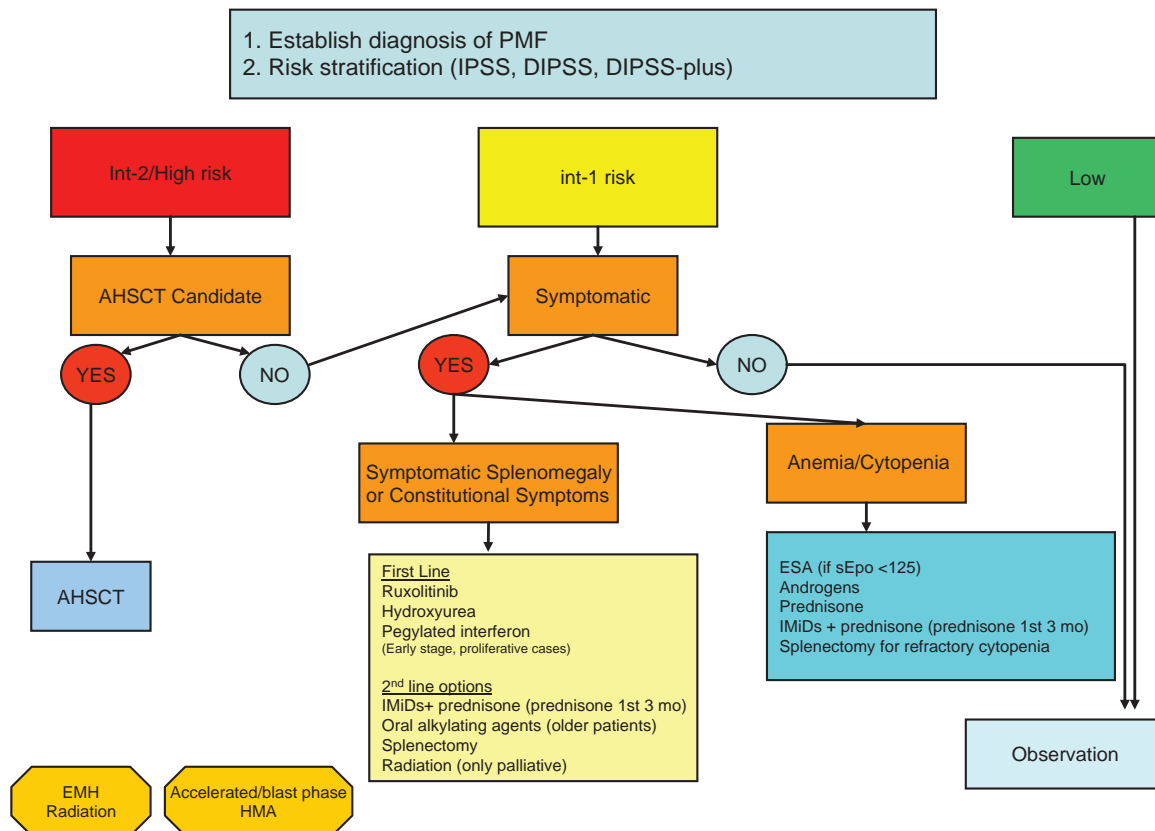 1. Establish diagnosis of PMF
2. Risk stratification (IPSS, DIPSS, DIPSS-plus)
Int-2/High risk
int-1 risk
Low
AHSCT Candidate
Symptomatic
YES
NO
YES
NO
Symptomatic Splenomegaly
or Constitutional Symptoms
Anemia/Cytopenia
AHSCT
First Line
Ruxolitinib
Hydroxyurea
Pegylated interferon
(Early stage, proliferative cases)
2nd line options
IMiDs+ prednisone (prednisone 1st 3 mo)
Oral alkylating agents (older patients)
Splenectomy
Radiation (only palliative)
ESA (if sEpo <125)
Androgens
Prednisone
IMiDs + prednisone (prednisone 1st 3 mo)
Splenectomy for refractory cytopenia
Observation
EMH
Radiation
Accelerated/blast phase
HMA